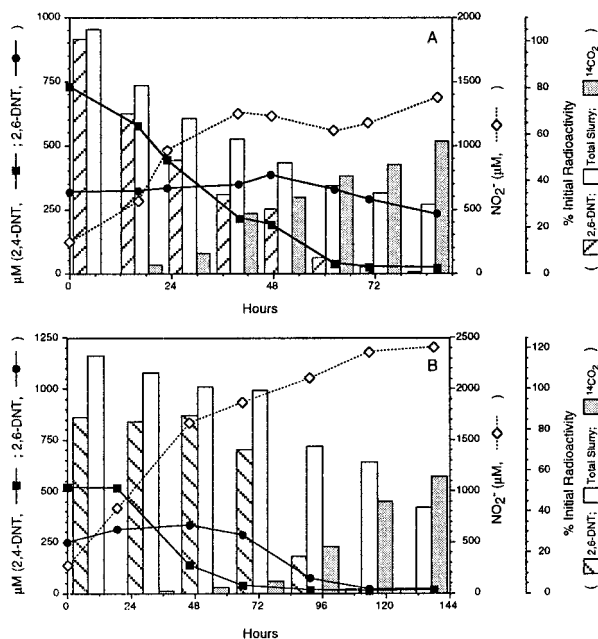 A
1000
750
500
250
0
µM (2,4-DNT, ; 2,6-DNT, )
0 24 48 72
Hours
2000
1500
1000
500
0
NO2- (µM, )
100
80
60
40
20
0
% Initial Radioactivity
( 2,6-DNT; Total Slurry; 14CO2 )
B
1250
1000
750
500
250
0
µM (2,4-DNT, ; 2,6-DNT, )
0 24 48 72 96 120 144
Hours
2500
2000
1500
1000
500
0
NO2- (µM, )
120
100
80
60
40
20
0
% Initial Radioactivity
( 2,6-DNT; Total Slurry; 14CO2 )